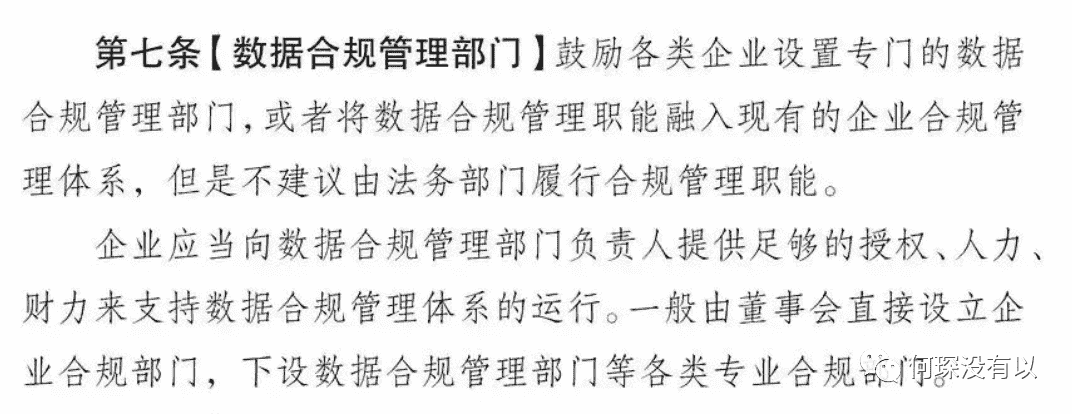 第七条【数据合规管理部门】鼓励各类企业设置专门的数据
合规管理部门,或者将数据合规管理职能融入现有的企业合规管
理体系，但是不建议由法务部门履行合规管理职能。
企业应当向数据合规管理部门负责人提供足够的授权、人力、
财力来支持数据合规管理体系的运行。一般由董事会直接设立企
业合规部门，下设数据合规管理部门等各类专业合规部门。
何琛没有以